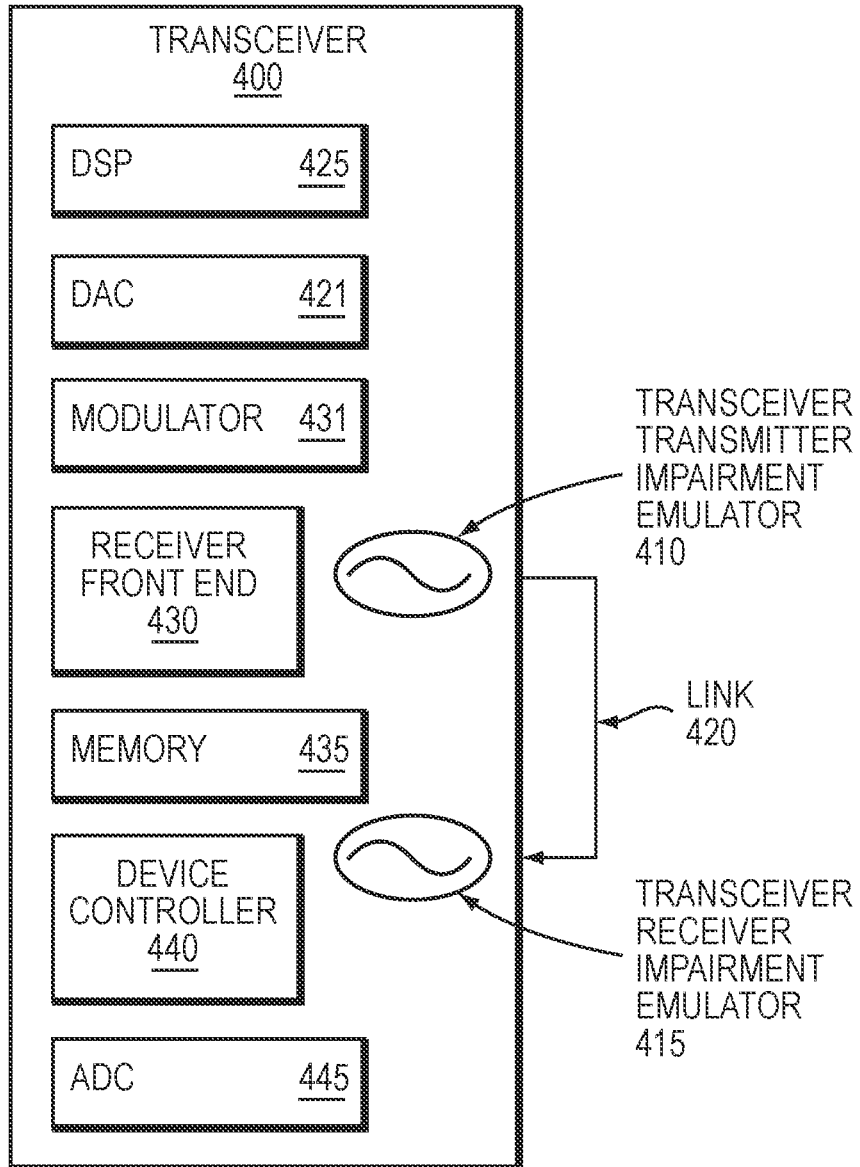 TRANSCEIVER
400
DSP 425
DAC 421
MODULATOR 431
RECEIVER
FRONT END
430
MEMORY 435
DEVICE
CONTROLLER
440
ADC 445
TRANSCEIVER
TRANSMITTER
IMPAIRMENT
EMULATOR
410
LINK
420
TRANSCEIVER
RECEIVER
IMPAIRMENT
EMULATOR
415